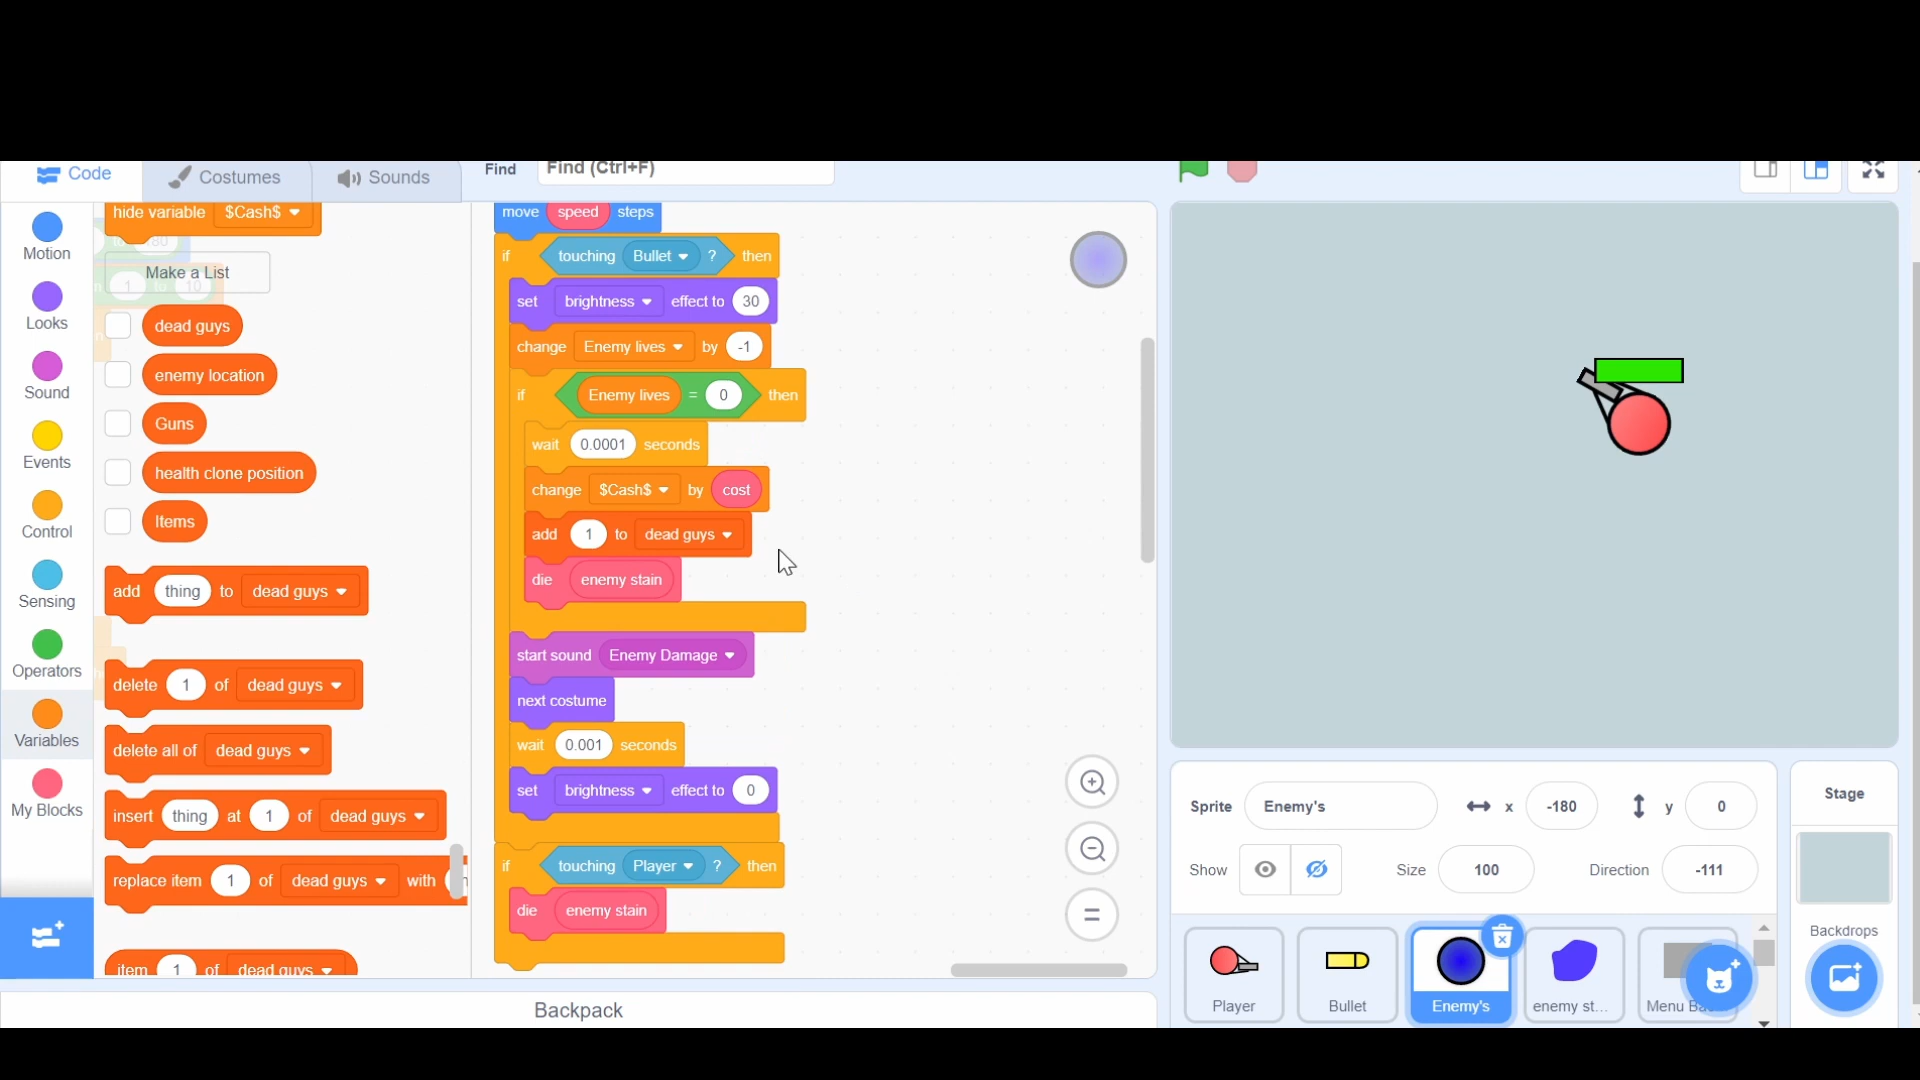 Code
Costumes
Sounds
Find
Find (Ctrl+F)
Motion
Looks
Sound
Events
Control
Sensing
Operators
Variables
My Blocks
hide variable $Cash$
Make a List
dead guys
enemy location
Guns
health clone position
Items
add thing to dead guys
delete 1 of dead guys
delete all of dead guys
insert thing at 1 of dead guys
replace item 1 of dead guys with
item 1 of dead guys
move speed steps
if touching Bullet ? then
set brightness effect to 30
change Enemy lives by -1
if Enemy lives = 0 then
wait 0.0001 seconds
change $Cash$ by cost
add 1 to dead guys
die enemy stain
start sound Enemy Damage
next costume
wait 0.001 seconds
set brightness effect to 0
if touching Player ? then
die enemy stain
Backpack
Sprite Enemy's x -180 y 0
Show Size 100 Direction -111
Player
Bullet
Enemy's
enemy st...
Menu
Stage
Backdrops